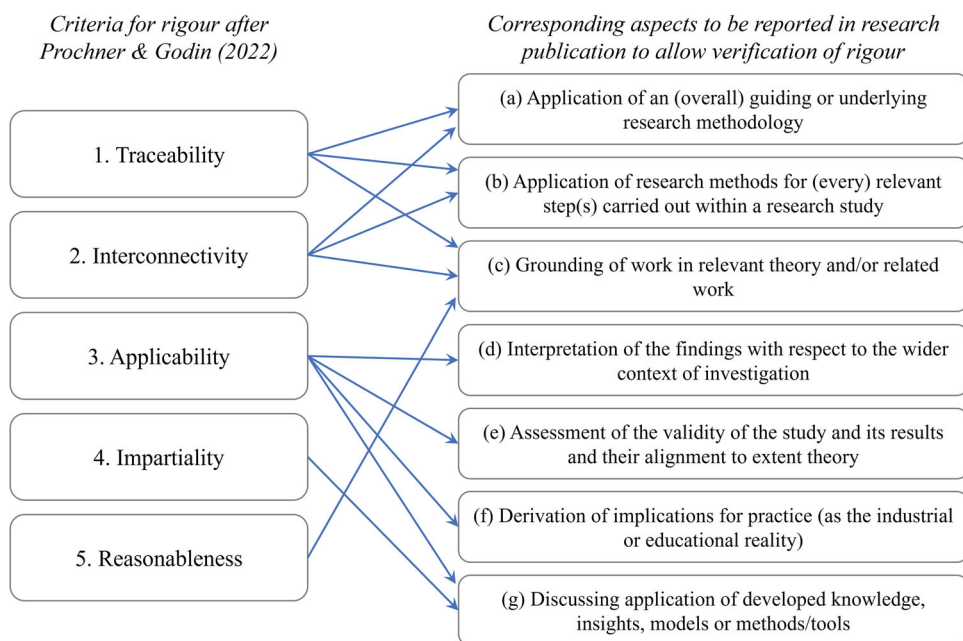 Criteria for rigour after
Prochner & Godin (2022)
Corresponding aspects to be reported in research
publication to allow verification of rigour
1. Traceability
2. Interconnectivity
3. Applicability
4. Impartiality
5. Reasonableness
(a) Application of an (overall) guiding or underlying
research methodology
(b) Application of research methods for (every) relevant
step(s) carried out within a research study
(c) Grounding of work in relevant theory and/or related
work
(d) Interpretation of the findings with respect to the wider
context of investigation
(e) Assessment of the validity of the study and its results
and their alignment to extent theory
(f) Derivation of implications for practice (as the industrial
or educational reality)
(g) Discussing application of developed knowledge,
insights, models or methods/tools